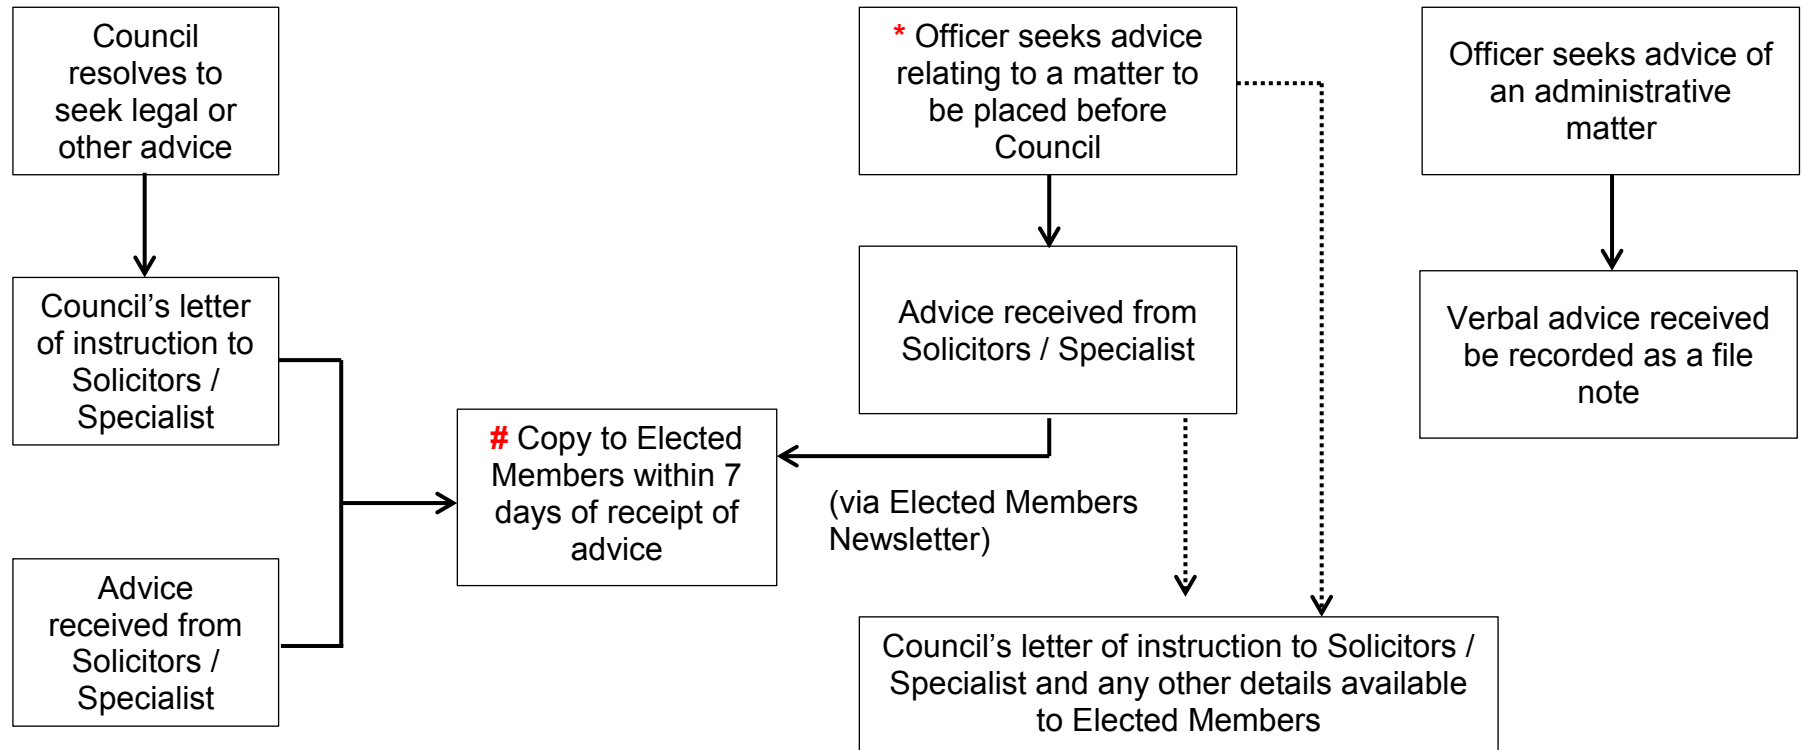 Council
resolves to
seek legal or
other advice
* Officer seeks advice
relating to a matter to
be placed before
Council
Officer seeks advice of
an administrative
matter
Council’s letter
of instruction to
Solicitors /
Specialist
Advice received from
Solicitors / Specialist
Verbal advice received
be recorded as a file
note
# Copy to Elected
Members within 7
days of receipt of
advice
(via Elected Members
Newsletter)
Advice
received from
Solicitors /
Specialist
Council’s letter of instruction to Solicitors /
Specialist and any other details available
to Elected Members